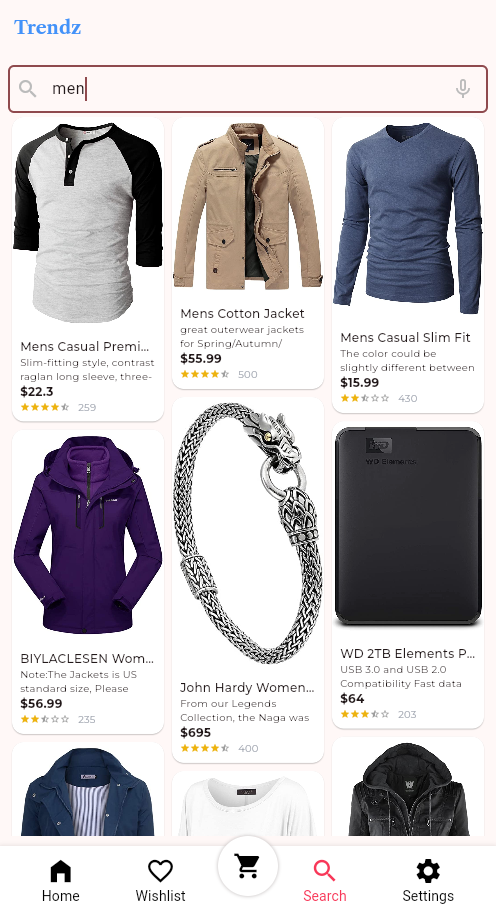 Trendz
men
Mens Casual Premi...
Slim-fitting style, contrast
raglan long sleeve, three-
$22.3
259
Mens Cotton Jacket
great outerwear jackets
for Spring/Autumn/
$55.99
500
Mens Casual Slim Fit
The color could be
slightly different between
$15.99
430
BIYLACLESEN Wom...
Note:The Jackets is US
standard size, Please
$56.99
235
John Hardy Women...
From our Legends
Collection, the Naga was
$695
400
WD
WD Elements
WD 2TB Elements P...
USB 3.0 and USB 2.0
Compatibility Fast data
$64
203
Home
Wishlist
Search
Settings